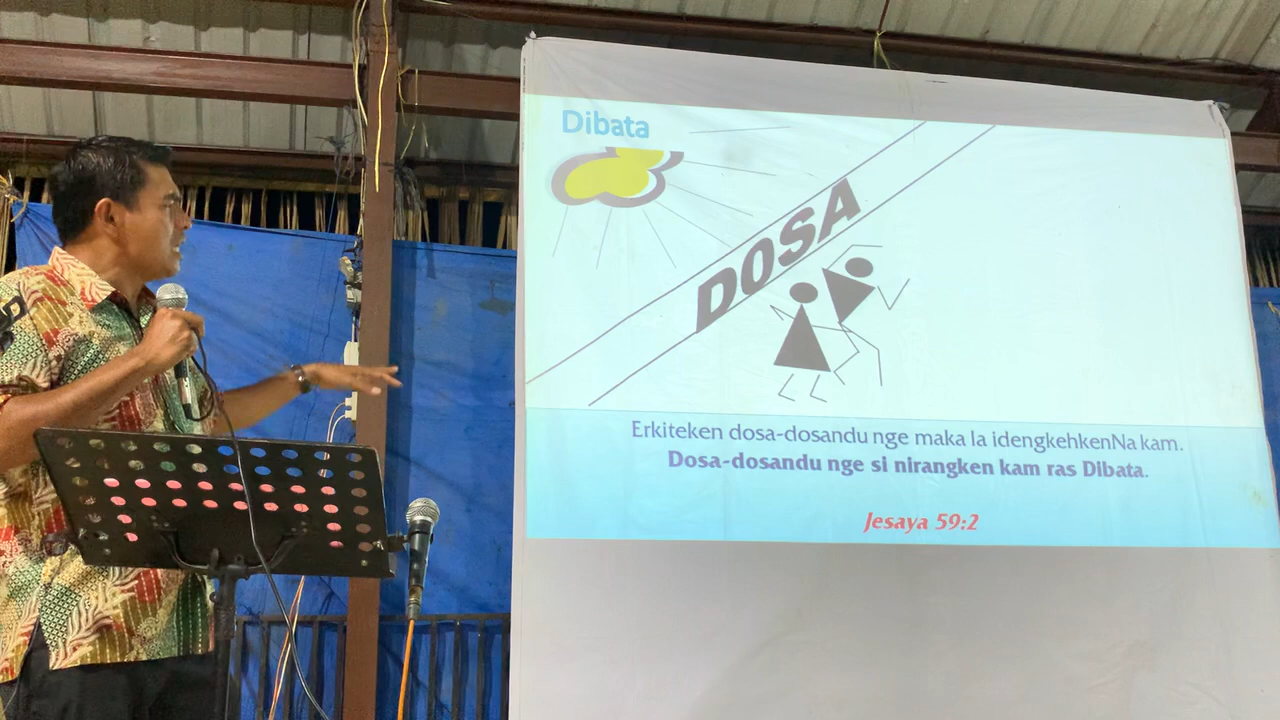 Dibata
DOSA
Erkiteken dosa-dosandu nge maka la idengkehkenNa kam.
Dosa-dosandu nge si nirangken kam ras Dibata.
Jesaya 59:2